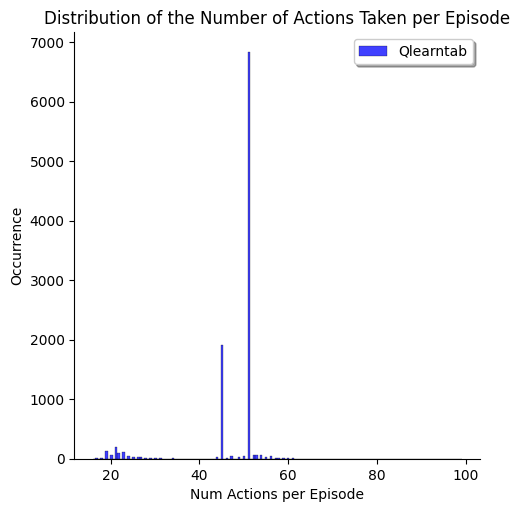 Distribution of the Number of Actions Taken per Episode
Qlearntab
7000
6000
5000
4000
3000
2000
1000
0
Occurrence
20 40 60 80 100
Num Actions per Episode